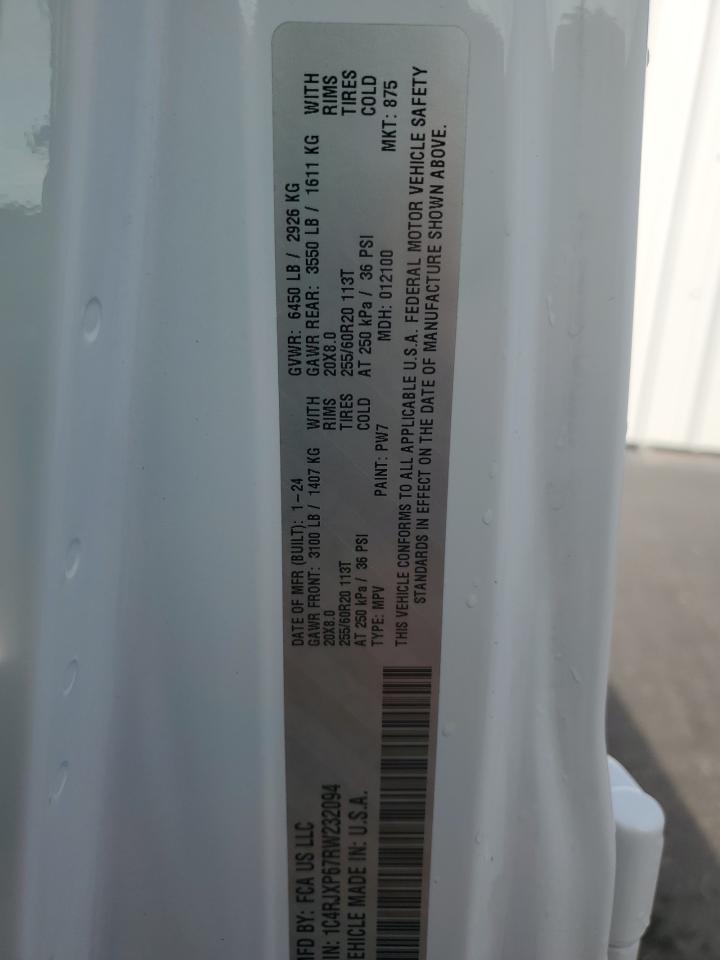 MFD BY: FCA US LLC
VIN: 1C4RJXP67RW232094
VEHICLE MADE IN: U.S.A.
DATE OF MFR (BUILT): 1-24 GVWR: 6450 LB / 2926 KG
GAWR FRONT: 3100 LB / 1407 KG WITH GAWR REAR: 3550 LB / 1611 KG WITH
20X8.0 RIMS 20X8.0 RIMS
255/60R20 113T TIRES 255/60R20 113T TIRES
AT 250 kPa / 36 PSI COLD AT 250 kPa / 36 PSI COLD
TYPE: MPV PAINT: PW7 MDH: 012100 MKT: 875
THIS VEHICLE CONFORMS TO ALL APPLICABLE U.S.A. FEDERAL MOTOR VEHICLE SAFETY
STANDARDS IN EFFECT ON THE DATE OF MANUFACTURE SHOWN ABOVE.